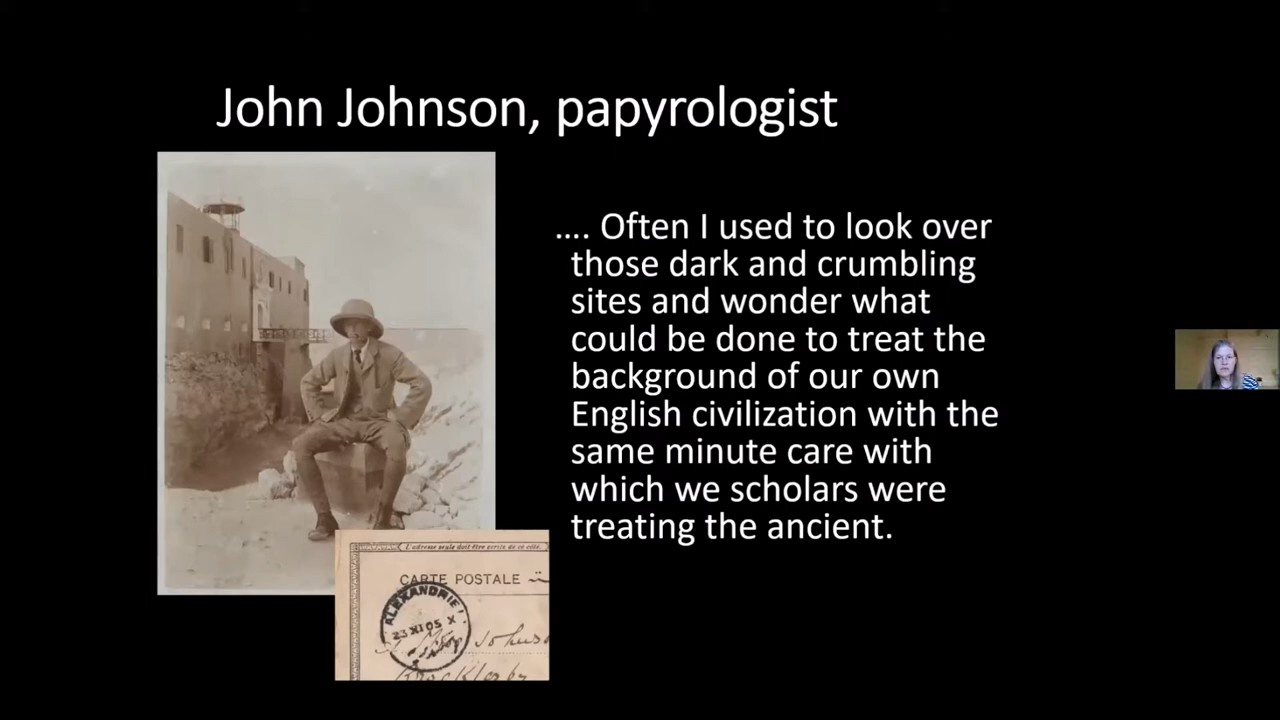 John Johnson, papyrologist
.... Often I used to look over
those dark and crumbling
sites and wonder what
could be done to treat the
background of our own
English civilization with the
same minute care with
which we scholars were
treating the ancient.
L'adresse seule doit être écrite de ce côté.
CARTE POSTALE
ALEXANDRIE
23 XI 05 X